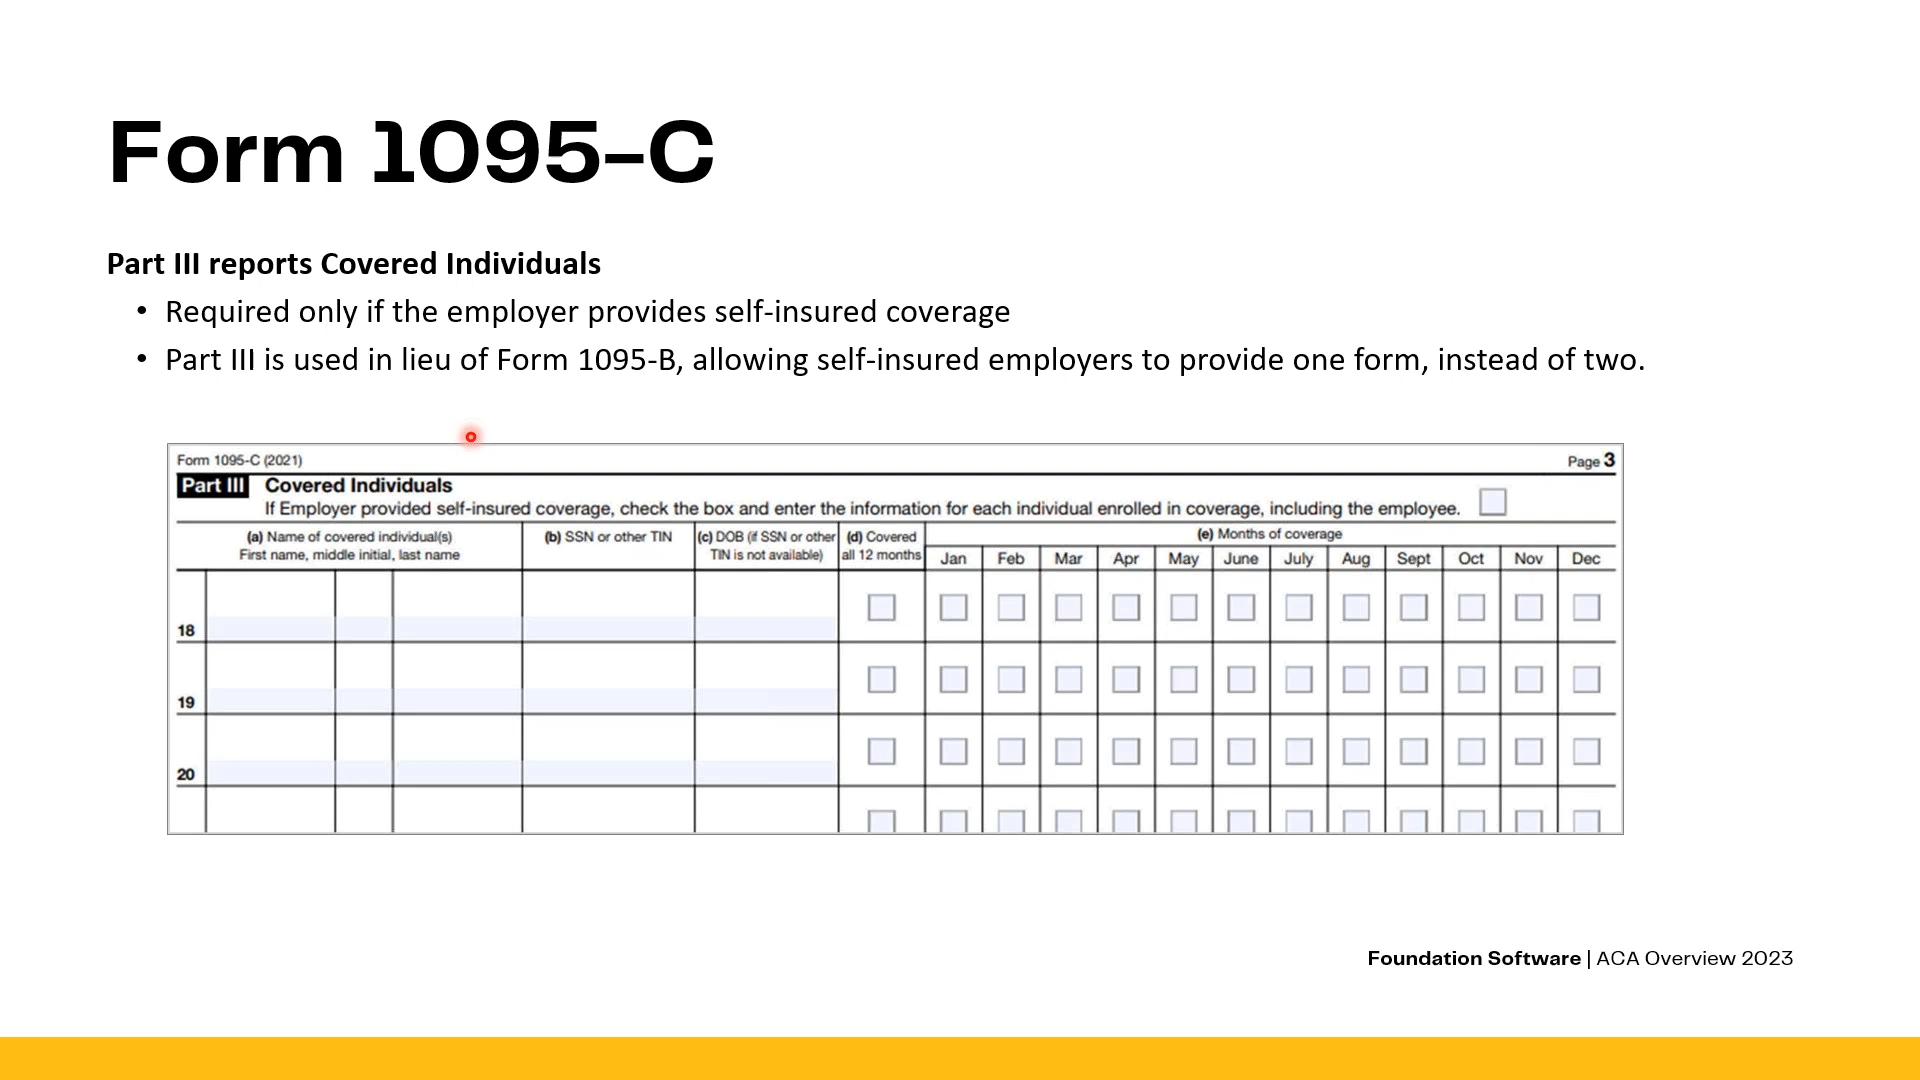 Form 1095-C
Part III reports Covered Individuals
• Required only if the employer provides self-insured coverage
• Part III is used in lieu of Form 1095-B, allowing self-insured employers to provide one form, instead of two.
Form 1095-C (2021) Page 3
Part III Covered Individuals
If Employer provided self-insured coverage, check the box and enter the information for each individual enrolled in coverage, including the employee.
(a) Name of covered individual(s)
First name, middle initial, last name
(b) SSN or other TIN
(c) DOB (if SSN or other
TIN is not available)
(d) Covered
all 12 months
(e) Months of coverage
Jan Feb Mar Apr May June July Aug Sept Oct Nov Dec
18
19
20
Foundation Software | ACA Overview 2023